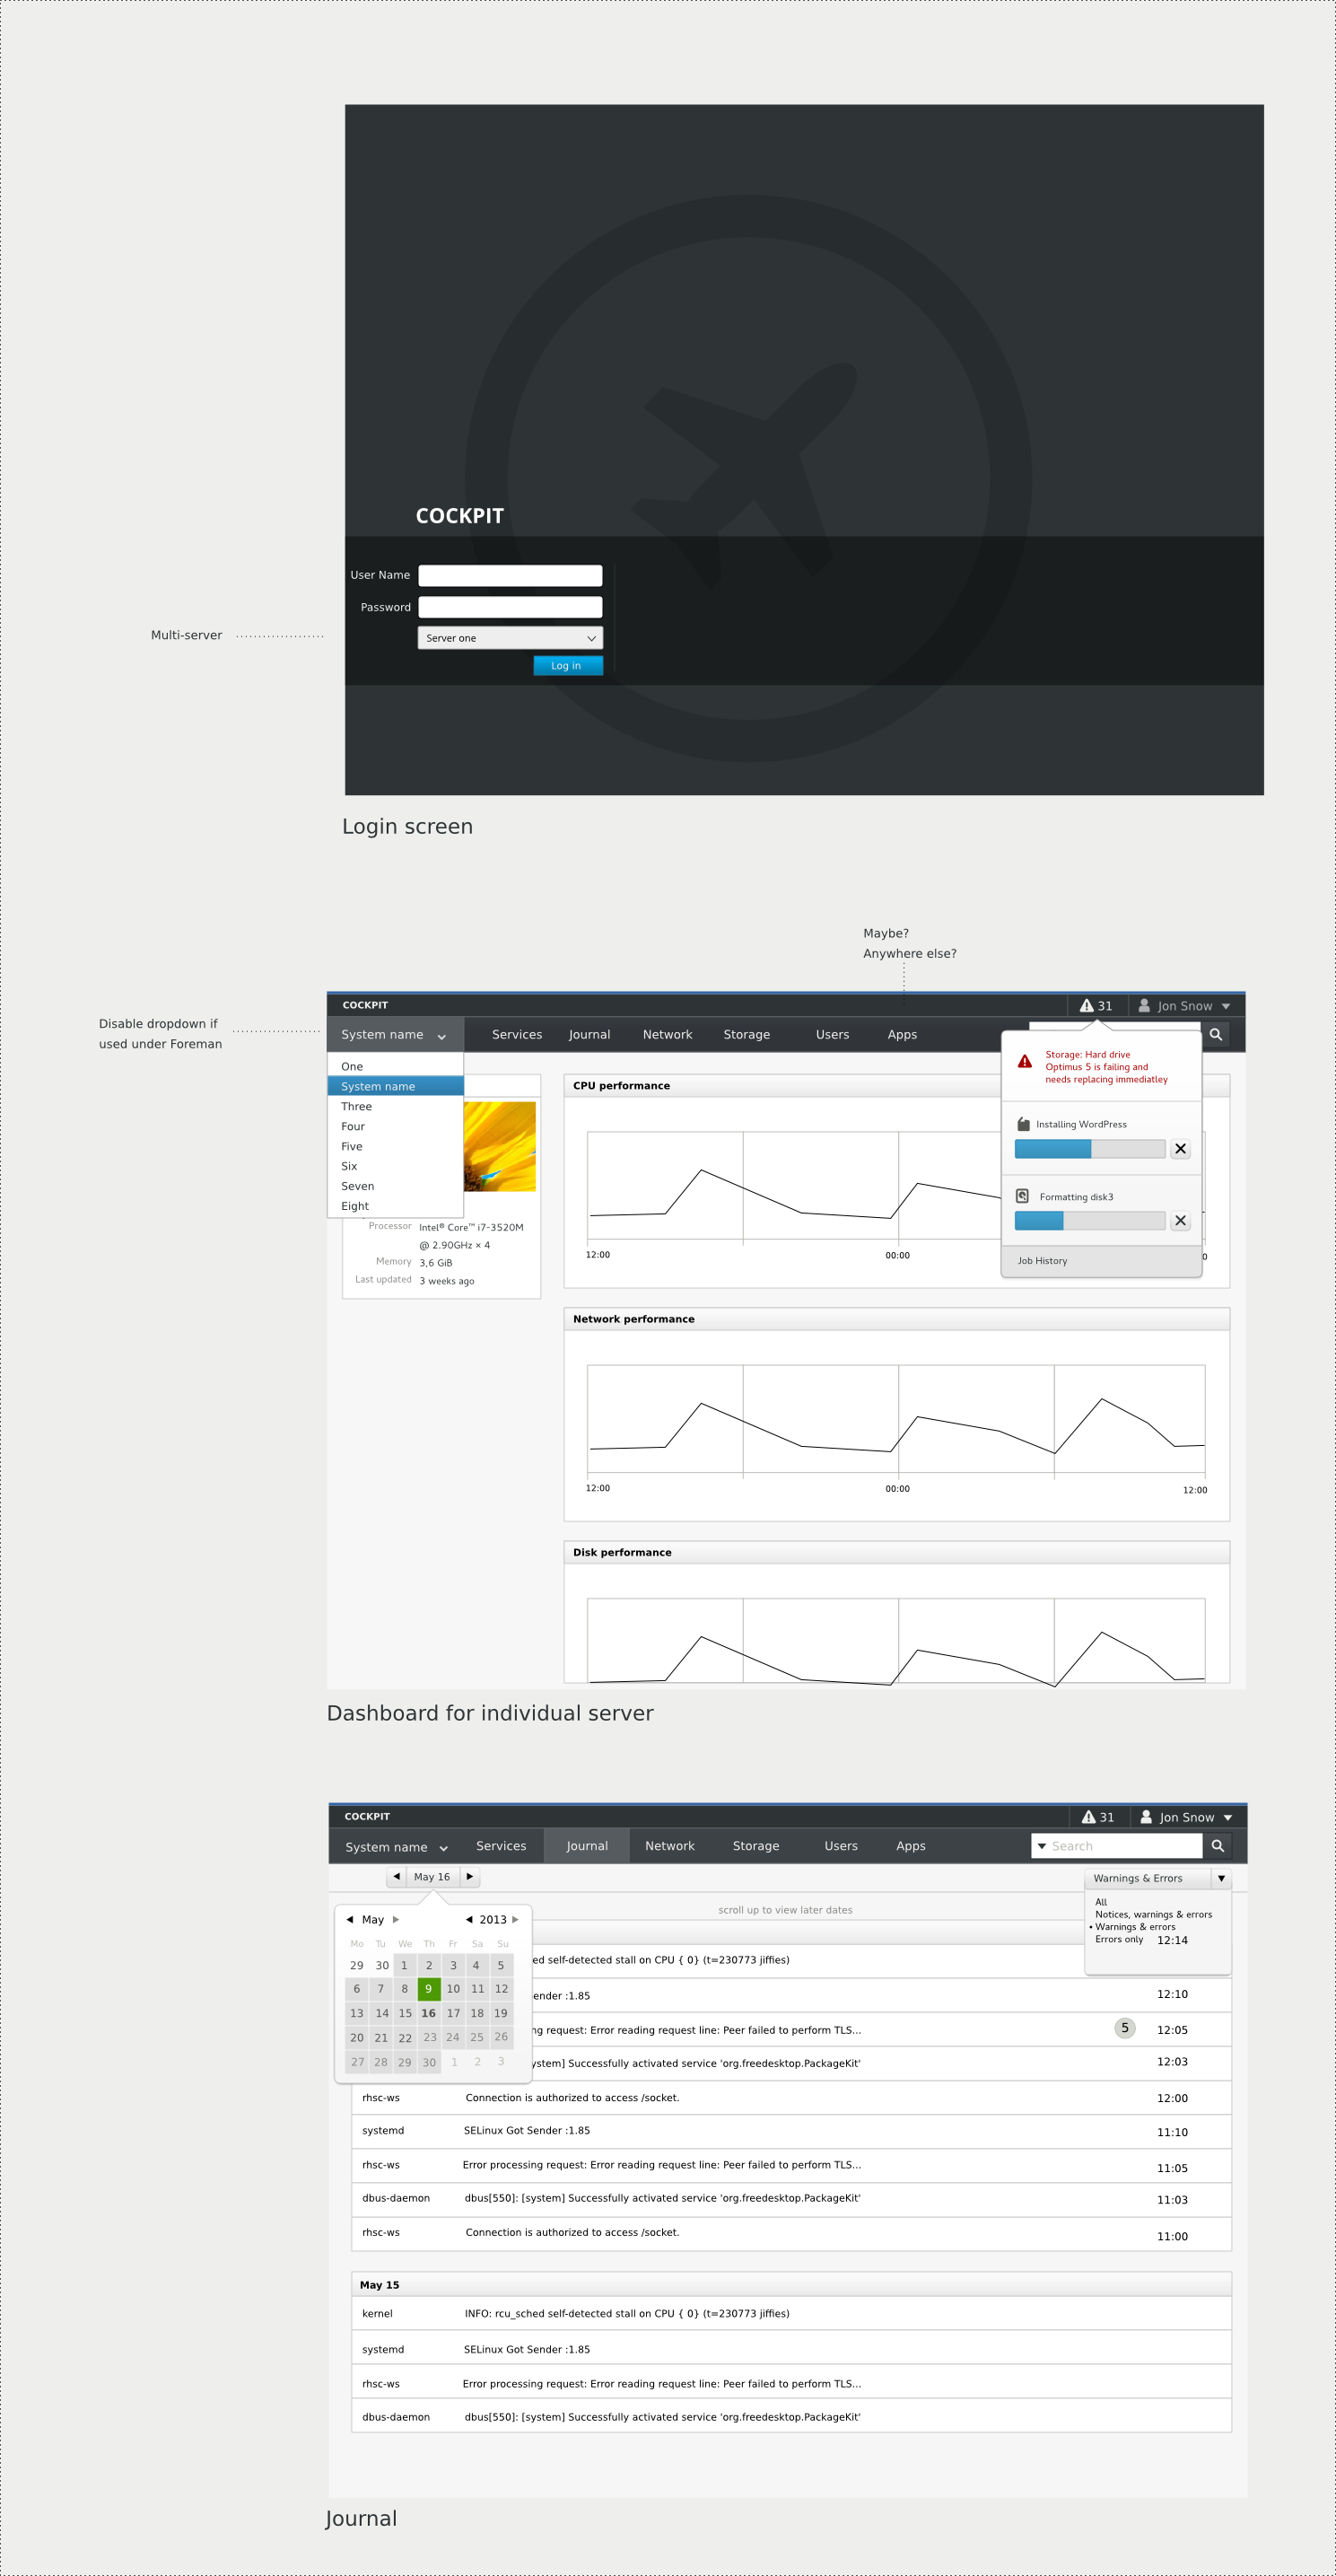 COCKPIT
User Name
Password
Multi-server
Server one
Log in
Login screen
Maybe?
Anywhere else?
COCKPIT
31
Jon Snow
Disable dropdown if
used under Foreman
System name
Services
Journal
Network
Storage
Users
Apps
One
System name
Three
Four
Five
Six
Seven
Eight
Processor Intel® Core™ i7-3520M
@ 2.90GHz × 4
Memory 3,6 GiB
Last updated 3 weeks ago
CPU performance
12:00
00:00
0
Storage: Hard drive
Optimus 5 is failing and
needs replacing immediatley
Installing WordPress
Formatting disk3
Job History
Network performance
12:00
00:00
12:00
Disk performance
Dashboard for individual server
COCKPIT
31
Jon Snow
System name
Services
Journal
Network
Storage
Users
Apps
Search
May 16
Warnings & Errors
All
Notices, warnings & errors
• Warnings & errors
Errors only
12:14
scroll up to view later dates
May
2013
Mo Tu We Th Fr Sa Su
29 30 1 2 3 4 5
6 7 8 9 10 11 12
13 14 15 16 17 18 19
20 21 22 23 24 25 26
27 28 29 30 1 2 3
ed self-detected stall on CPU { 0} (t=230773 jiffies)
ender :1.85 12:10
ng request: Error reading request line: Peer failed to perform TLS... 5 12:05
ystem] Successfully activated service 'org.freedesktop.PackageKit' 12:03
rhsc-ws Connection is authorized to access /socket. 12:00
systemd SELinux Got Sender :1.85 11:10
rhsc-ws Error processing request: Error reading request line: Peer failed to perform TLS... 11:05
dbus-daemon dbus[550]: [system] Successfully activated service 'org.freedesktop.PackageKit' 11:03
rhsc-ws Connection is authorized to access /socket. 11:00
May 15
kernel INFO: rcu_sched self-detected stall on CPU { 0} (t=230773 jiffies)
systemd SELinux Got Sender :1.85
rhsc-ws Error processing request: Error reading request line: Peer failed to perform TLS...
dbus-daemon dbus[550]: [system] Successfully activated service 'org.freedesktop.PackageKit'
Journal